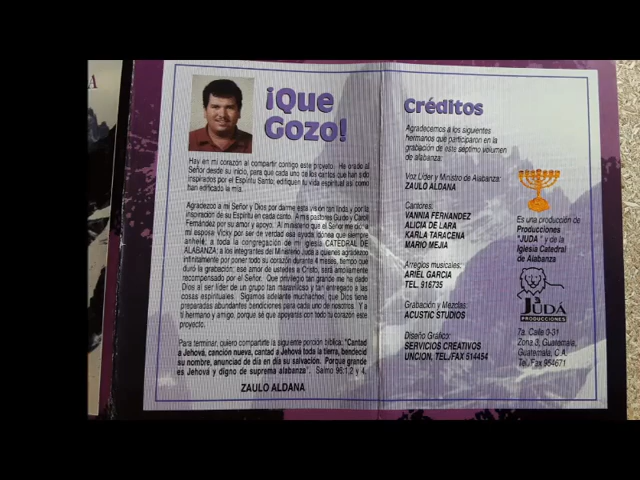 A
¡Que
Gozo!
Hay en mi corazón al compartir contigo este proyecto. He orado al
Señor desde su inicio, para que cada uno de los cantos que han sido
inspirados por el Espíritu Santo; edifiquen tu vida espiritual así como
han edificado la mía.
Agradezco a mi Señor y Dios por darme esta visión tan linda y por la
inspiración de su Espíritu en cada canto. A mis pastores Guido y Caroll
Fernández por su amor y apoyo. Al ministerio que el Señor me dio; a
mi esposa Vicky por ser de verdad esa ayuda idónea que siempre
anhelé; a toda la congregación de mi iglesia CATEDRAL DE
ALABANZA; a los integrantes del Ministerio Judá a quienes agradezco
infinitamente por poner todo su corazón durante 4 meses, tiempo que
duró la grabación; ese amor de ustedes a Cristo, será ampliamente
recompensado por el Señor. Que privilegio tan grande me ha dado
Dios al ser líder de un grupo tan maravilloso y tan entregado a las
cosas espirituales. Sigamos adelante muchachos, que Dios tiene
preparadas abundantes bendiciones para cada uno de nosotros. Y a
ti hermano y amigo, porque sé que apoyarás con todo tu corazón este
proyecto.
Para terminar, quiero compartirte la siguiente porción bíblica. "Cantad
a Jehová, canción nueva, cantad a Jehová toda la tierra, bendecid
su nombre, anunciad de día en día su salvación. Porque grande
es Jehová y digno de suprema alabanza". Salmo 96:1,2 y 4.
ZAULO ALDANA
Créditos
Agradecemos a los siguientes
hermanos que participaron en la
grabación de este séptimo volumen
de alabanza:
Voz Líder y Ministro de Alabanza:
ZAULO ALDANA
Cantores:
VANNIA FERNANDEZ
ALICIA DE LARA
KARLA TARACENA
MARIO MEJIA
Arreglos musicales:
ARIEL GARCIA
TEL. 916735
Grabación y Mezclas:
ACUSTIC STUDIOS
Diseño Gráfico:
SERVICIOS CREATIVOS
UNCION, TEL./FAX 514454
Es una producción de
Producciones
"JUDA" y de la
Iglesia Catedral
de Alabanza
JUDÁ
PRODUCCIONES
7a. Calle 0-31
Zona 3, Guatemala,
Guatemala, C.A.
Tel./Fax 954671